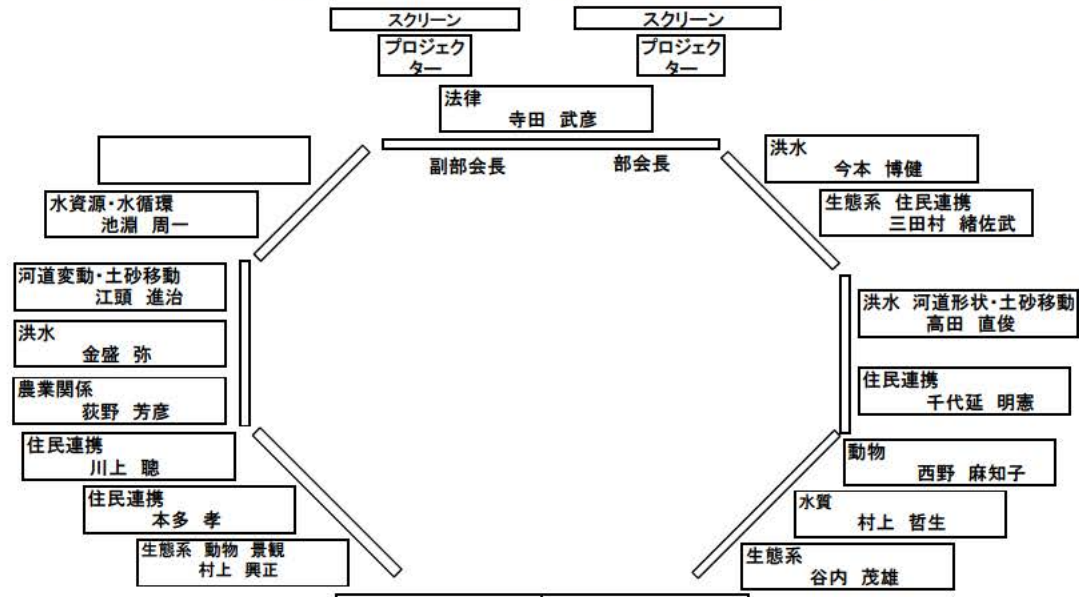 スクリーン
スクリーン
プロジェク
ター
プロジェク
ター
法律
寺田 武彦
副部会長
部会長
水資源・水循環
池淵 周一
河道変動・土砂移動
江頭 進治
洪水
金盛 弥
農業関係
荻野 芳彦
住民連携
川上 聰
住民連携
本多 孝
生態系 動物 景観
村上 興正
洪水
今本 博健
生態系 住民連携
三田村 緒佐武
洪水 河道形状・土砂移動
高田 直俊
住民連携
千代延 明憲
動物
西野 麻知子
水質
村上 哲生
生態系
谷内 茂雄